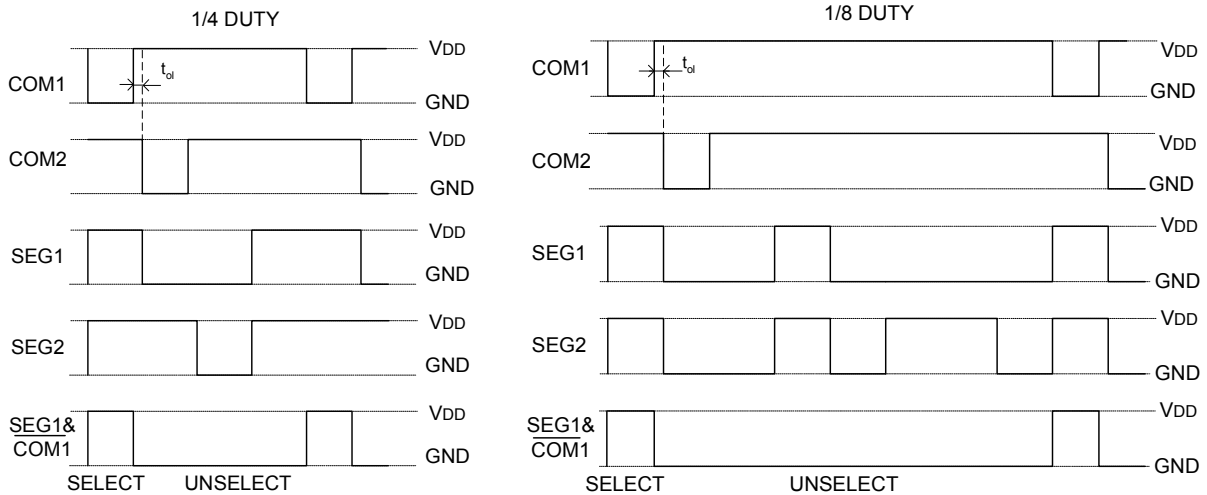 1/4 DUTY
COM1
tol
VDD
GND
COM2
VDD
GND
SEG1
VDD
GND
SEG2
VDD
GND
SEG1&
COM1
VDD
GND
SELECT UNSELECT
1/8 DUTY
COM1
tol
VDD
GND
COM2
VDD
GND
SEG1
VDD
GND
SEG2
VDD
GND
SEG1&
COM1
VDD
GND
SELECT UNSELECT